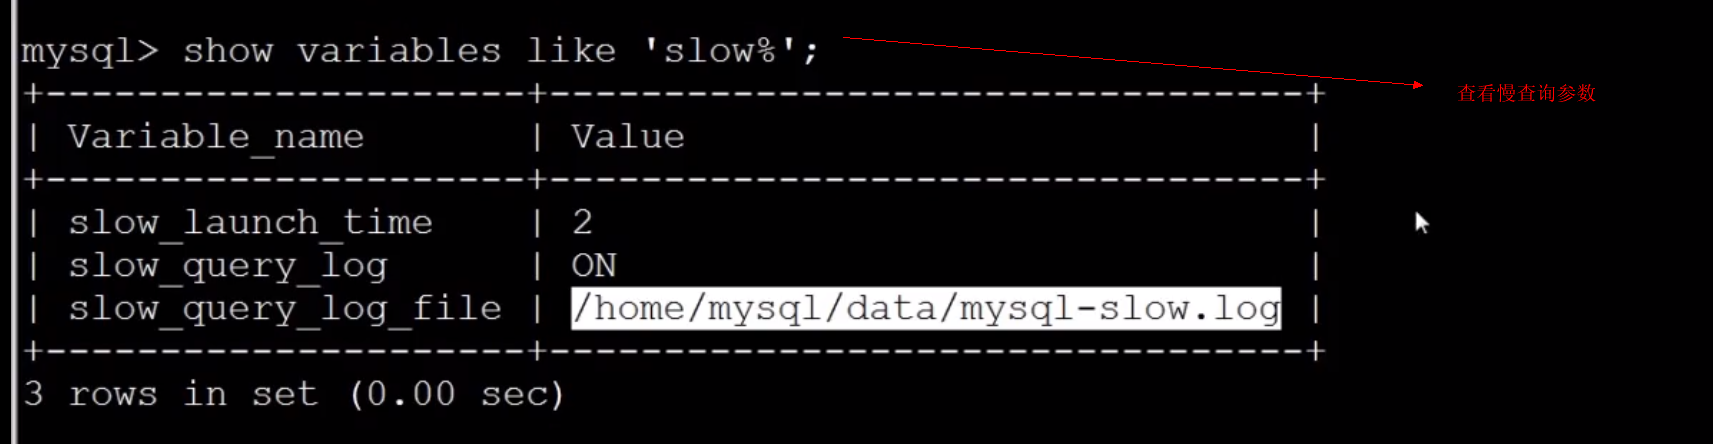 mysql> show variables like 'slow%';
查看慢查询参数
+---------------------+---------------------------------+
| Variable_name       | Value                           |
+---------------------+---------------------------------+
| slow_launch_time    | 2                               |
| slow_query_log      | ON                              |
| slow_query_log_file | /home/mysql/data/mysql-slow.log |
+---------------------+---------------------------------+
3 rows in set (0.00 sec)